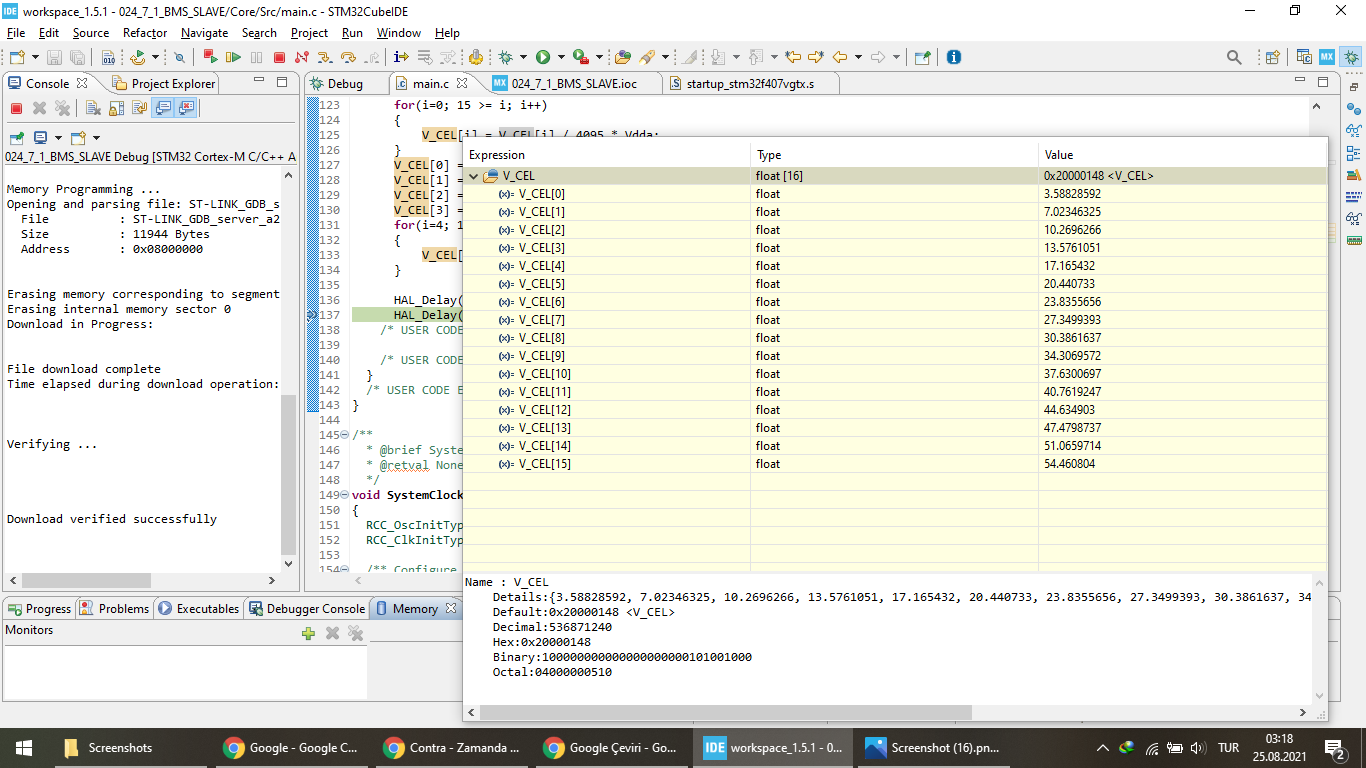 workspace_1.5.1 - 024_7_1_BMS_SLAVE/Core/Src/main.c - STM32CubeIDE
File Edit Source Refactor Navigate Search Project Run Window Help
Console Project Explorer
024_7_1_BMS_SLAVE Debug [STM32 Cortex-M C/C++ A
Memory Programming ...
Opening and parsing file: ST-LINK_GDB_s
File : ST-LINK_GDB_server_a2
Size : 11944 Bytes
Address : 0x08000000
Erasing memory corresponding to segment
Erasing internal memory sector 0
Download in Progress:
File download complete
Time elapsed during download operation:
Verifying ...
Download verified successfully
Debug main.c 024_7_1_BMS_SLAVE.ioc startup_stm32f407vgtx.s
123 for(i=0; 15 >= i; i++)
124 {
125 V_CEL[i] = V_CEL[i] / 4095 * Vdda;
126 }
127 V_CEL[0] =
128 V_CEL[1] =
129 V_CEL[2] =
130 V_CEL[3] =
131 for(i=4; 1
132 {
133 V_CEL[
134 }
135
136 HAL_Delay(
137 HAL_Delay(
138 /* USER CODE
139
140 /* USER CODE
141 }
142 /* USER CODE E
143 }
144
145 /**
146 * @brief Syste
147 * @retval None
148 */
149 void SystemClock
150 {
151 RCC_OscInitTyp
152 RCC_ClkInitTyp
153
154 /** Configure
Expression Type Value
V_CEL float [16] 0x20000148 <V_CEL>
(x)= V_CEL[0] float 3.58828592
(x)= V_CEL[1] float 7.02346325
(x)= V_CEL[2] float 10.2696266
(x)= V_CEL[3] float 13.5761051
(x)= V_CEL[4] float 17.165432
(x)= V_CEL[5] float 20.440733
(x)= V_CEL[6] float 23.8355656
(x)= V_CEL[7] float 27.3499393
(x)= V_CEL[8] float 30.3861637
(x)= V_CEL[9] float 34.3069572
(x)= V_CEL[10] float 37.6300697
(x)= V_CEL[11] float 40.7619247
(x)= V_CEL[12] float 44.634903
(x)= V_CEL[13] float 47.4798737
(x)= V_CEL[14] float 51.0659714
(x)= V_CEL[15] float 54.460804
Name : V_CEL
Details:{3.58828592, 7.02346325, 10.2696266, 13.5761051, 17.165432, 20.440733, 23.8355656, 27.3499393, 30.3861637, 34
Default:0x20000148 <V_CEL>
Decimal:536871240
Hex:0x20000148
Binary:100000000000000000000101001000
Octal:04000000510
Progress Problems Executables Debugger Console Memory
Monitors
Screenshots
Google - Google C...
Contra - Zamanda ...
Google Çeviri - Go...
IDE workspace_1.5.1 - 0...
Screenshot (16).pn...
TUR
03:18
25.08.2021
2